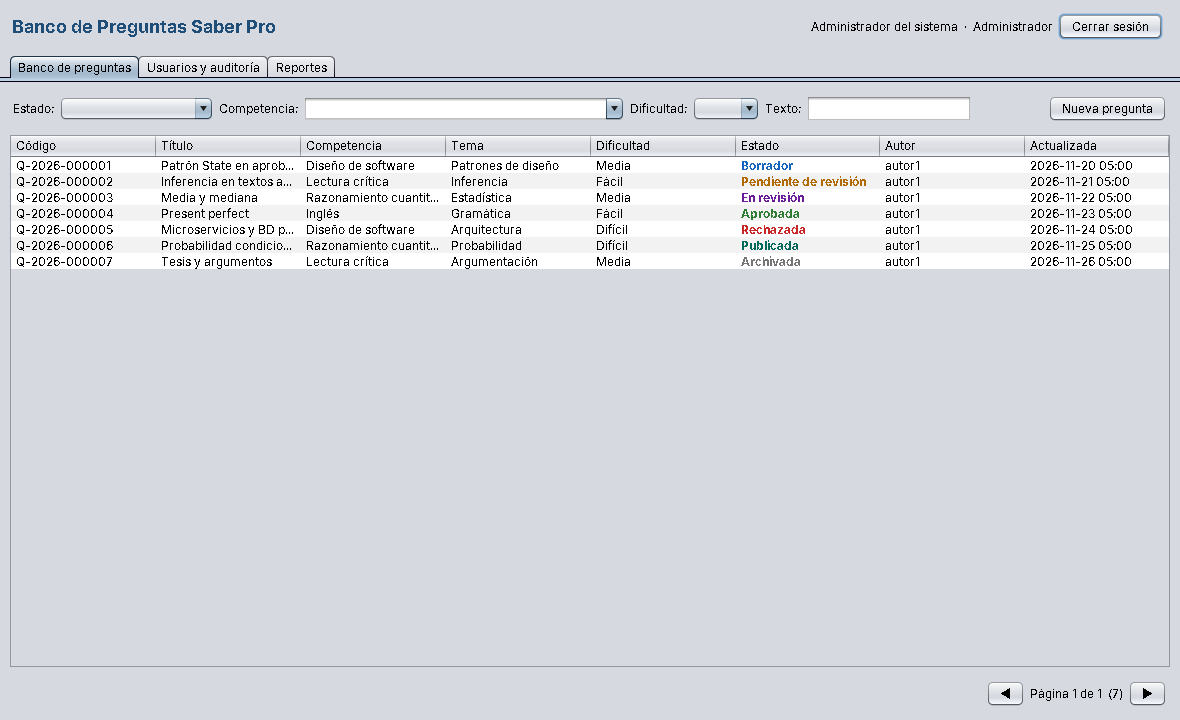 Banco de Preguntas Saber Pro
Administrador del sistema · Administrador
Cerrar sesión
Banco de preguntas
Usuarios y auditoría
Reportes
Estado:
Competencia:
Dificultad:
Texto:
Nueva pregunta
Código Título Competencia Tema Dificultad Estado Autor Actualizada
Q-2026-000001 Patrón State en aprob... Diseño de software Patrones de diseño Media Borrador autor1 2026-11-20 05:00
Q-2026-000002 Inferencia en textos a... Lectura crítica Inferencia Fácil Pendiente de revisión autor1 2026-11-21 05:00
Q-2026-000003 Media y mediana Razonamiento cuantit... Estadística Media En revisión autor1 2026-11-22 05:00
Q-2026-000004 Present perfect Inglés Gramática Fácil Aprobada autor1 2026-11-23 05:00
Q-2026-000005 Microservicios y BD p... Diseño de software Arquitectura Difícil Rechazada autor1 2026-11-24 05:00
Q-2026-000006 Probabilidad condicio... Razonamiento cuantit... Probabilidad Difícil Publicada autor1 2026-11-25 05:00
Q-2026-000007 Tesis y argumentos Lectura crítica Argumentación Media Archivada autor1 2026-11-26 05:00
Página 1 de 1 (7)